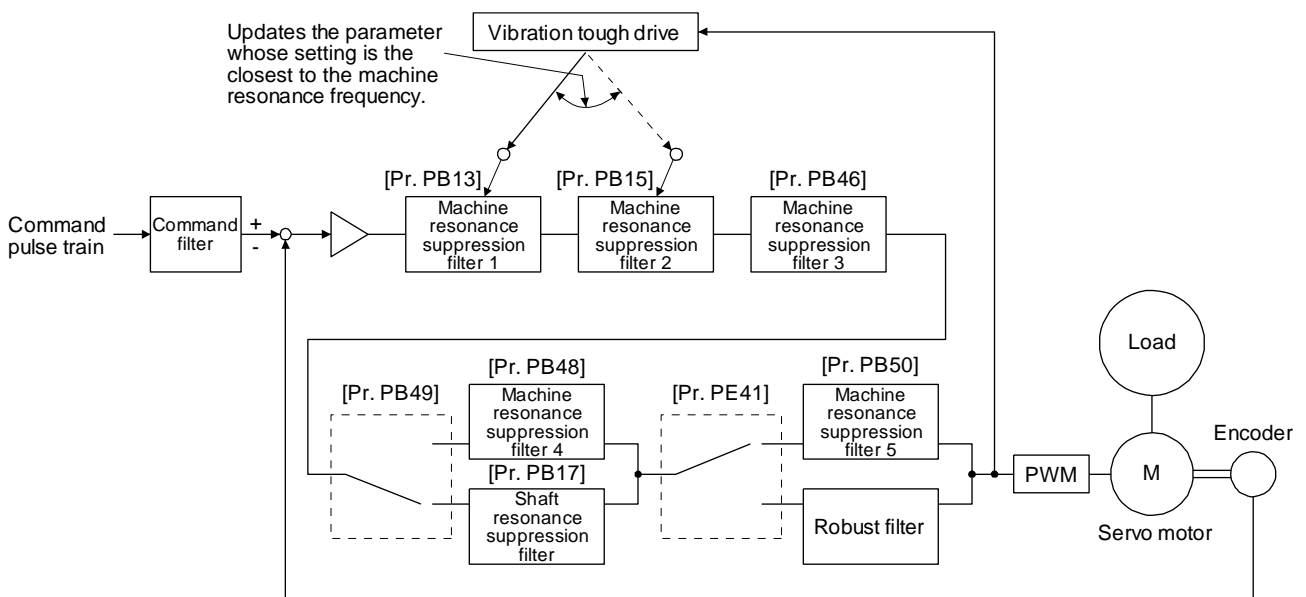 Updates the parameter
whose setting is the
closest to the machine
resonance frequency.
Vibration tough drive
[Pr. PB13]
[Pr. PB15]
[Pr. PB46]
Command
pulse train
Command
filter
+
-
Machine
resonance
suppression
filter 1
Machine
resonance
suppression
filter 2
Machine
resonance
suppression
filter 3
Load
[Pr. PB49]
[Pr. PB48]
Machine
resonance
suppression
filter 4
[Pr. PB17]
Shaft
resonance
suppression
filter
[Pr. PE41]
[Pr. PB50]
Machine
resonance
suppression
filter 5
Robust filter
PWM
M
Servo motor
Encoder